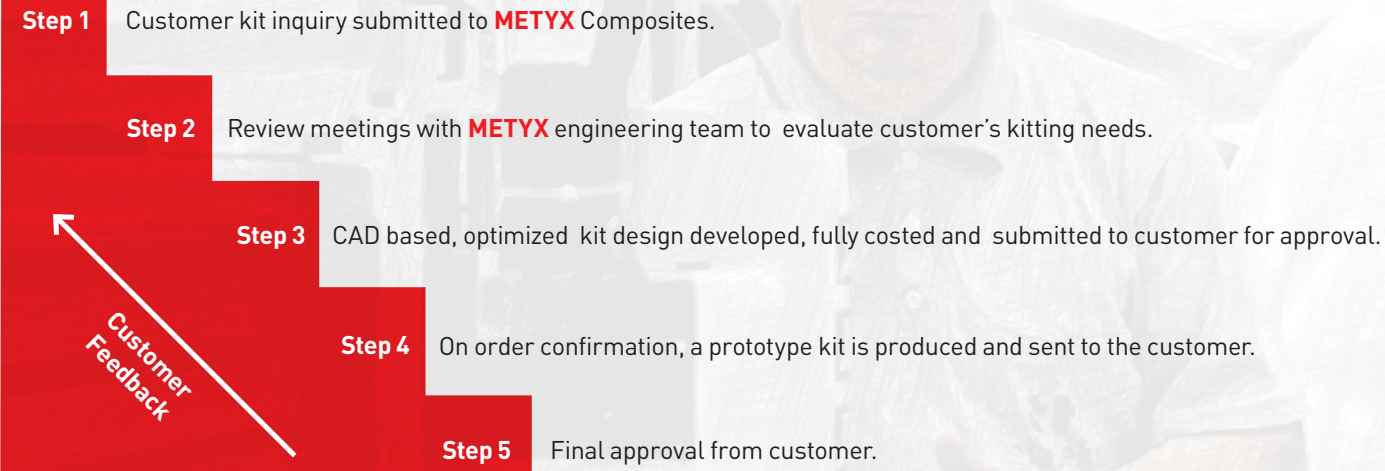 Step 1 Customer kit inquiry submitted to METYX Composites.
Step 2 Review meetings with METYX engineering team to evaluate customer's kitting needs.
Step 3 CAD based, optimized kit design developed, fully costed and submitted to customer for approval.
Step 4 On order confirmation, a prototype kit is produced and sent to the customer.
Step 5 Final approval from customer.
Customer
Feedback